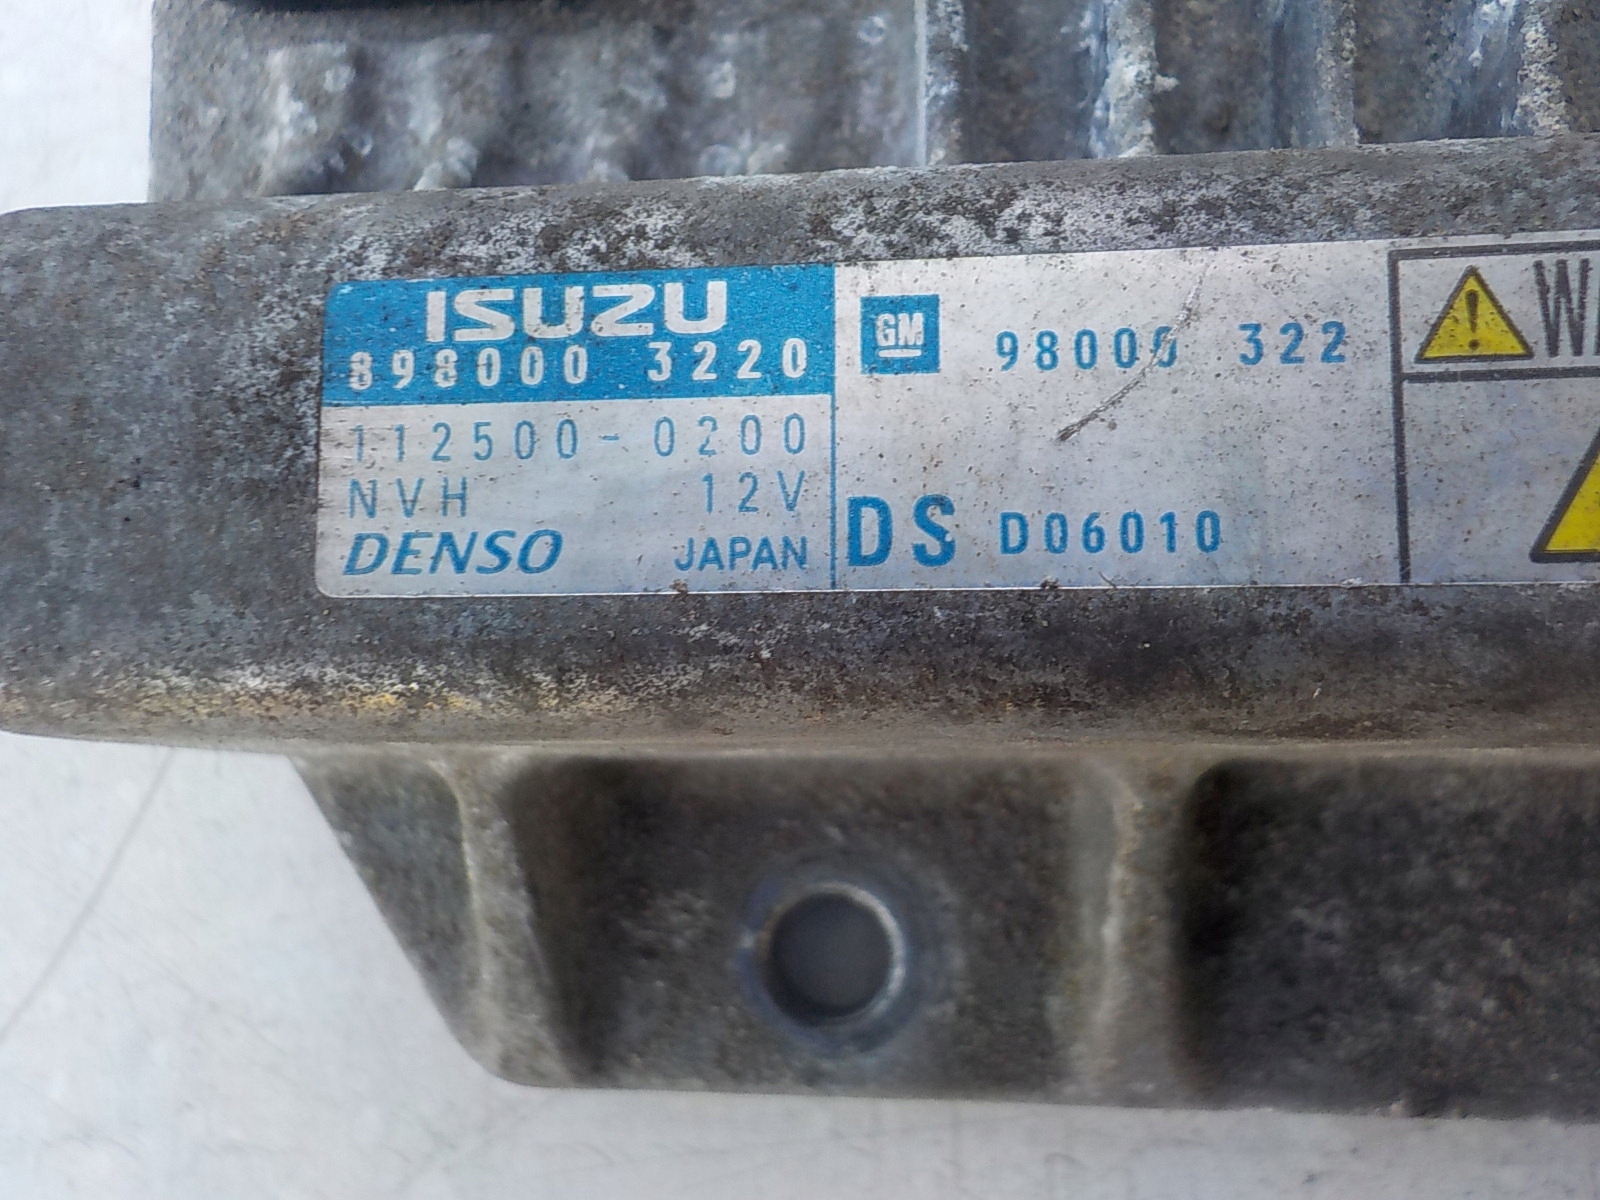 ISUZU
898000 3220
112500-0200
NVH 12V
DENSO JAPAN
GM 98000 322
DS D06010